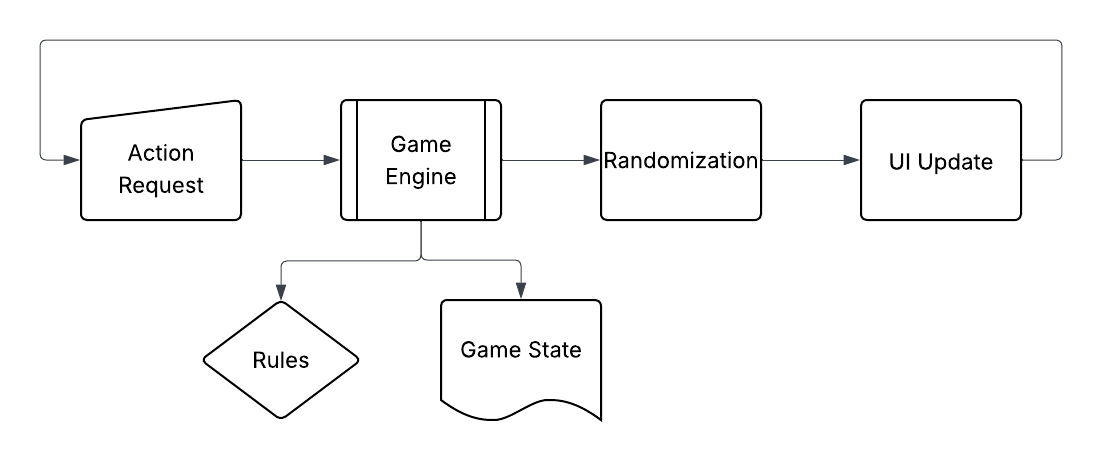 Action
Request
Game
Engine
Randomization
UI Update
Rules
Game State